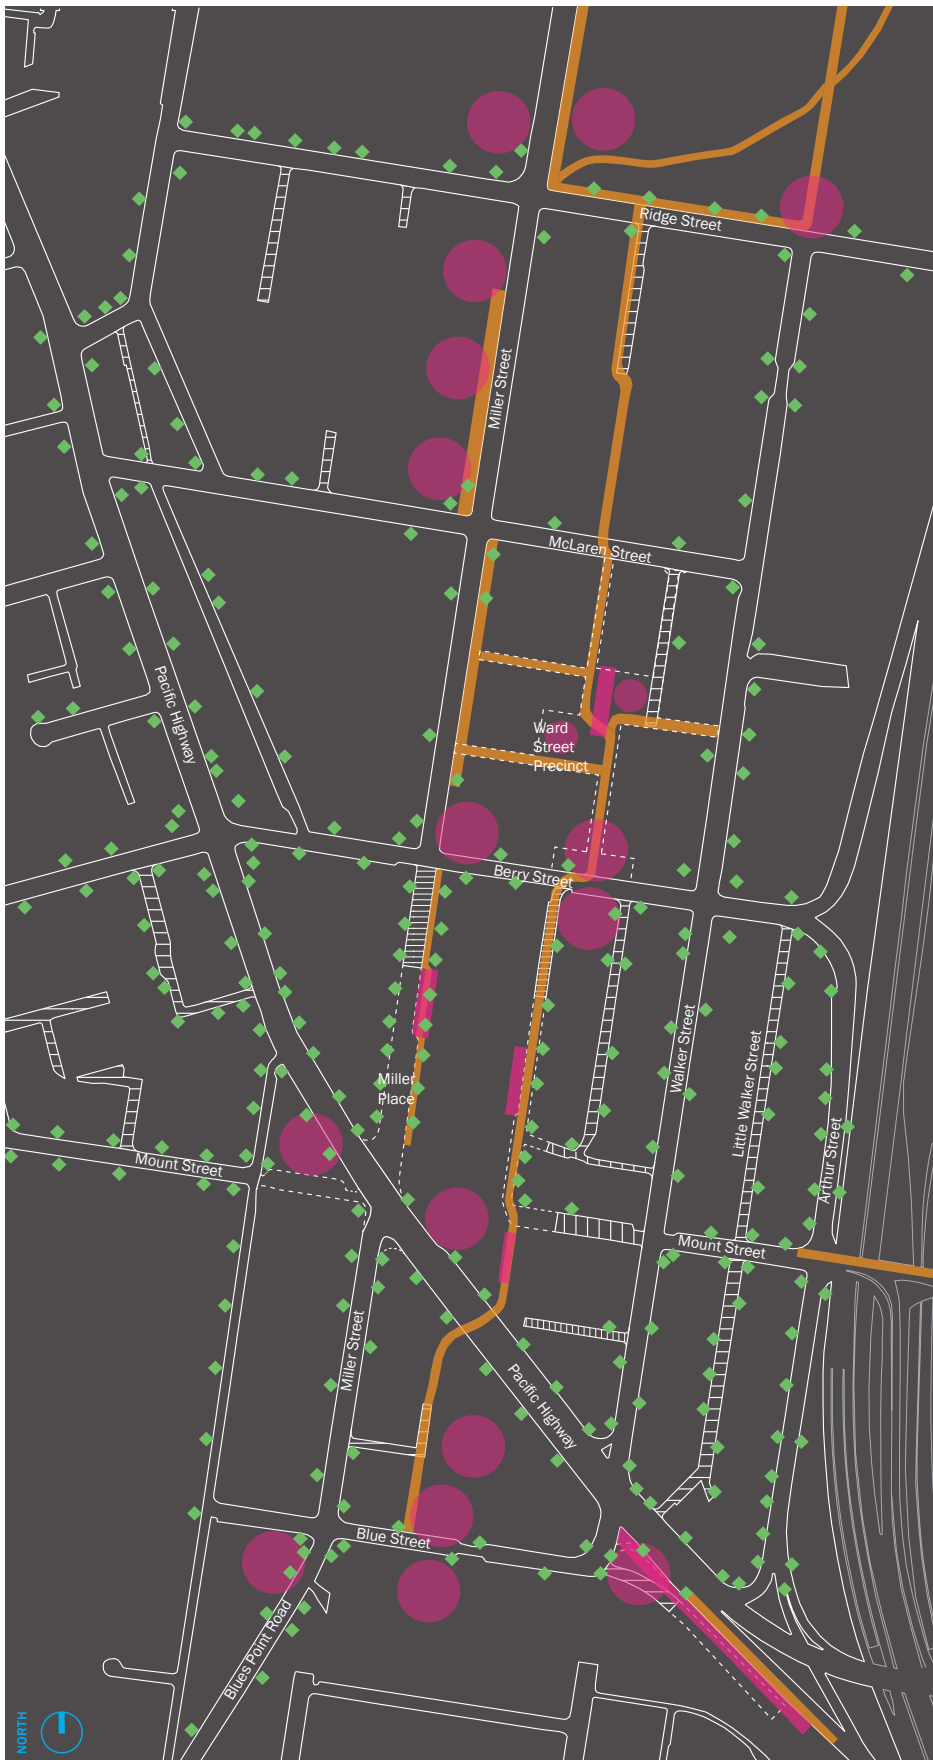 Ridge Street
Miller Street
McLaren Street
Pacific Highway
Ward
Street
Precinct
Berry Street
Walker Street
Little Walker Street
Miller
Place
Arthur Street
Mount Street
Mount Street
Miller Street
Pacific Highway
Blue Street
Blues Point Road
NORTH